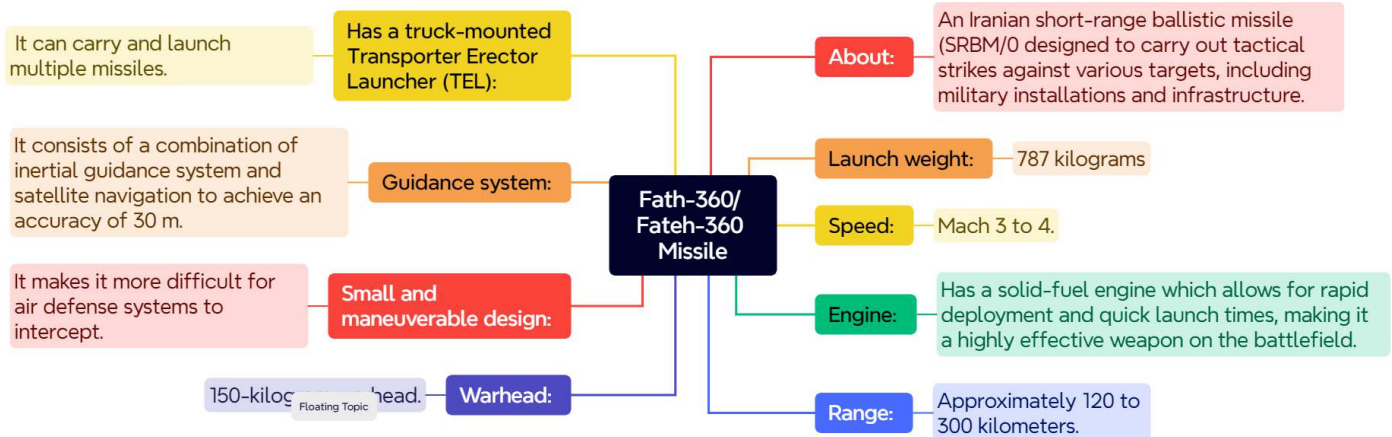 Fath-360/
Fateh-360
Missile
About:
An Iranian short-range ballistic missile
(SRBM/0 designed to carry out tactical
strikes against various targets, including
military installations and infrastructure.
Launch weight:
787 kilograms
Speed:
Mach 3 to 4.
Engine:
Has a solid-fuel engine which allows for rapid
deployment and quick launch times, making it
a highly effective weapon on the battlefield.
Range:
Approximately 120 to
300 kilometers.
Has a truck-mounted
Transporter Erector
Launcher (TEL):
It can carry and launch
multiple missiles.
Guidance system:
It consists of a combination of
inertial guidance system and
satellite navigation to achieve an
accuracy of 30 m.
Small and
maneuverable design:
It makes it more difficult for
air defense systems to
intercept.
Warhead:
150-kilogram warhead.
Floating Topic